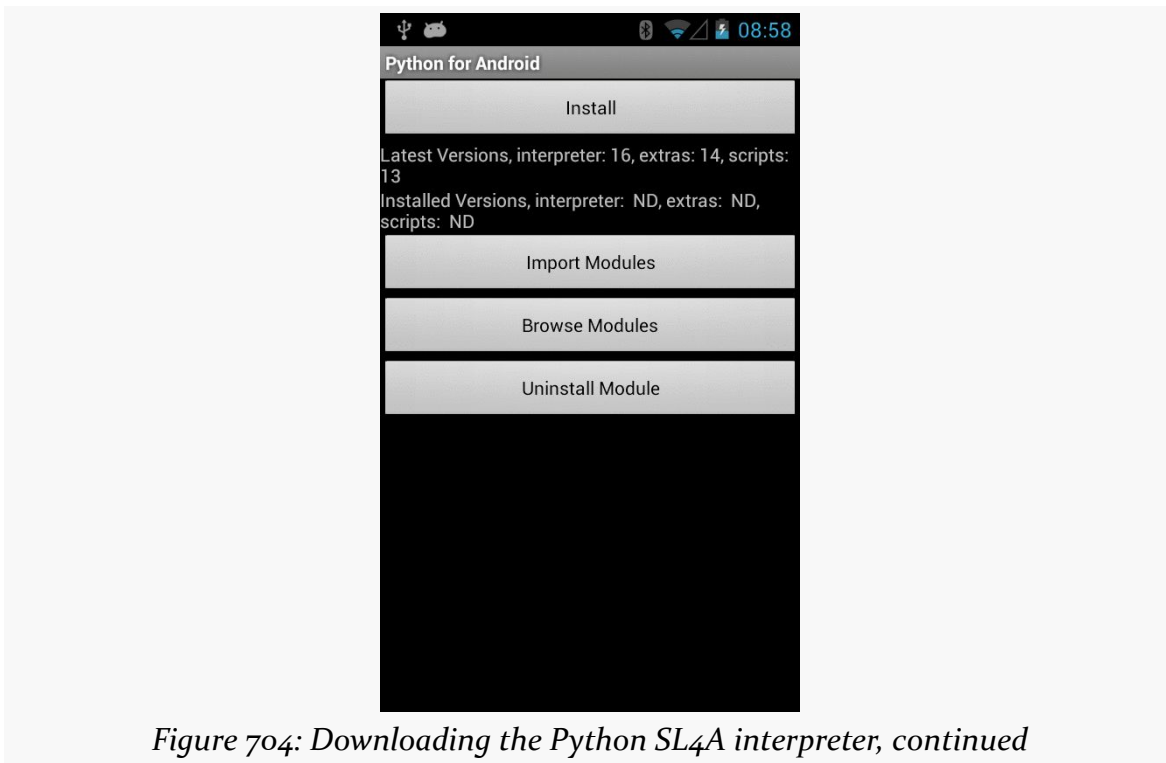 08:58
Python for Android
Install
Latest Versions, interpreter: 16, extras: 14, scripts:
13
Installed Versions, interpreter:  ND, extras:  ND,
scripts:  ND
Import Modules
Browse Modules
Uninstall Module
Figure 704: Downloading the Python SL4A interpreter, continued